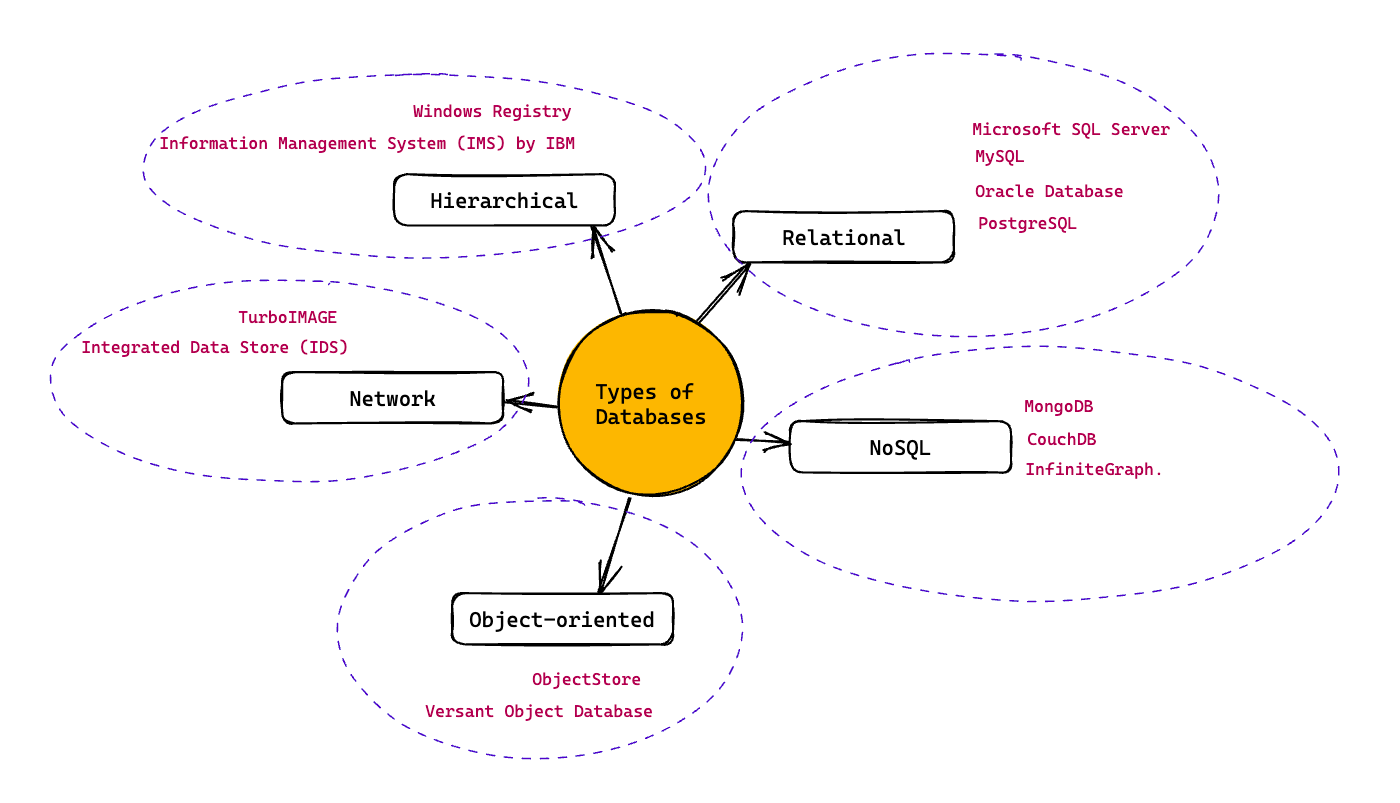 Windows Registry
Information Management System (IMS) by IBM
Hierarchical
Microsoft SQL Server
MySQL
Oracle Database
PostgreSQL
Relational
TurboIMAGE
Integrated Data Store (IDS)
Network
Types of
Databases
MongoDB
CouchDB
InfiniteGraph.
NoSQL
Object-oriented
ObjectStore
Versant Object Database